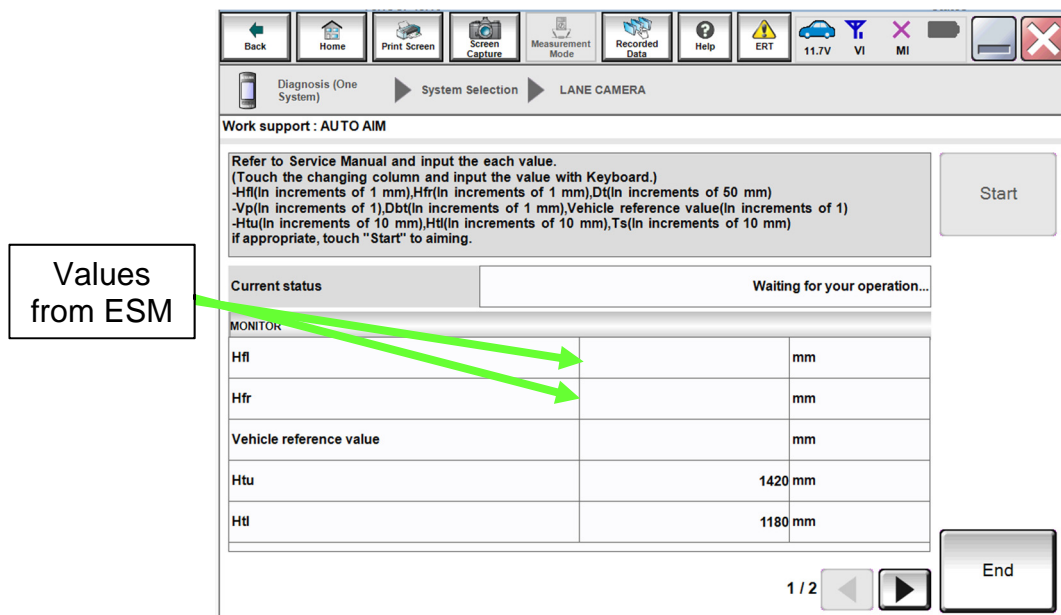 Back
Home
Print Screen
Screen
Capture
Measurement
Mode
Recorded
Data
Help
ERT
11.7V
VI
MI
Diagnosis (One
System)
System Selection
LANE CAMERA
Work support : AUTO AIM
Refer to Service Manual and input the each value.
(Touch the changing column and input the value with Keyboard.)
-Hfl(In increments of 1 mm),Hfr(In increments of 1 mm),Dt(In increments of 50 mm)
-Vp(In increments of 1),Dbt(In increments of 1 mm),Vehicle reference value(In increments of 1)
-Htu(In increments of 10 mm),Htl(In increments of 10 mm),Ts(In increments of 10 mm)
if appropriate, touch "Start" to aiming.
Start
Values
from ESM
Current status
Waiting for your operation...
MONITOR
Hfl mm
Hfr mm
Vehicle reference value mm
Htu 1420 mm
Htl 1180 mm
1 / 2
End